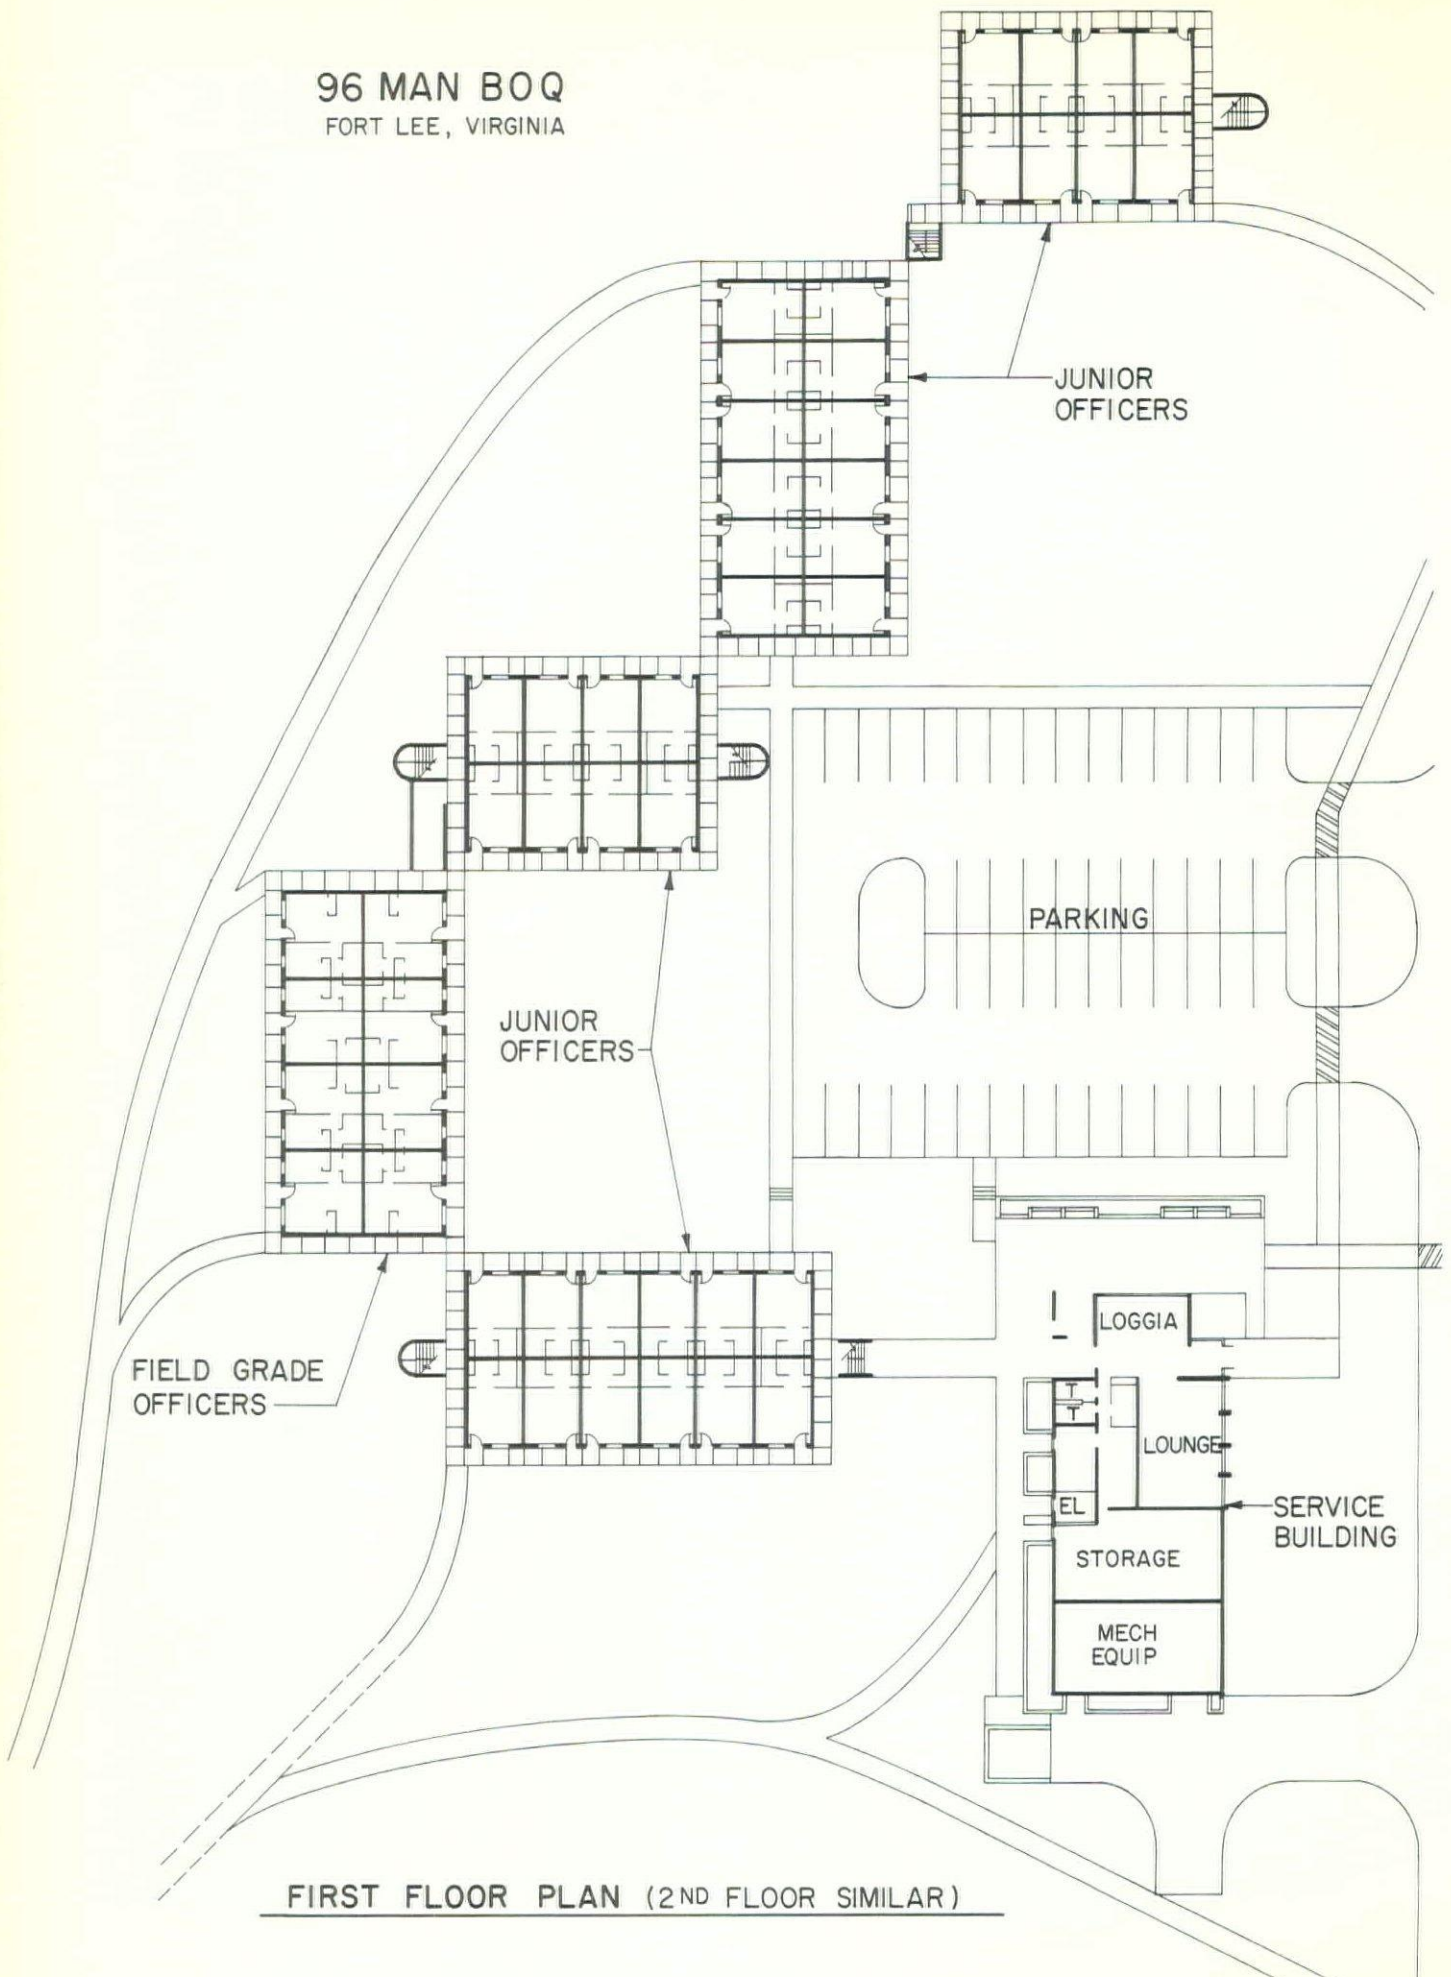 96 MAN BOQ
FORT LEE, VIRGINIA
JUNIOR
OFFICERS
PARKING
JUNIOR
OFFICERS
LOGGIA
FIELD GRADE
OFFICERS
T
T
LOUNGE
EL
SERVICE
BUILDING
STORAGE
MECH
EQUIP
FIRST FLOOR PLAN (2ND FLOOR SIMILAR)